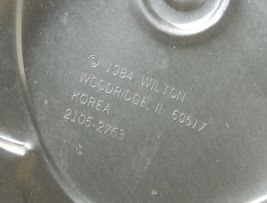 © 1984 WILTON
WOODRIDGE, IL 60517
KOREA
2105-2769